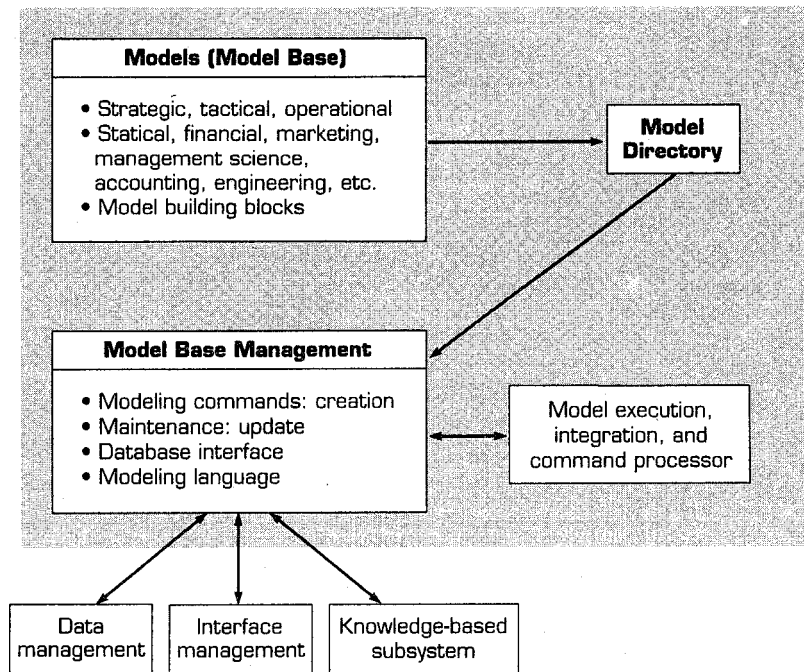 Models (Model Base)
• Strategic, tactical, operational
• Statical, financial, marketing,
management science,
accounting, engineering, etc.
• Model building blocks
Model
Directory
Model Base Management
• Modeling commands: creation
• Maintenance: update
• Database interface
• Modeling language
Model execution,
integration, and
command processor
Data
management
Interface
management
Knowledge-based
subsystem